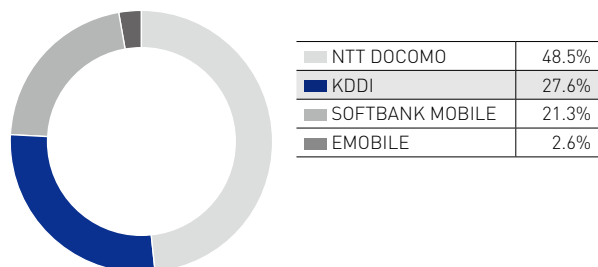 NTT DOCOMO 48.5%
KDDI 27.6%
SOFTBANK MOBILE 21.3%
EMOBILE 2.6%